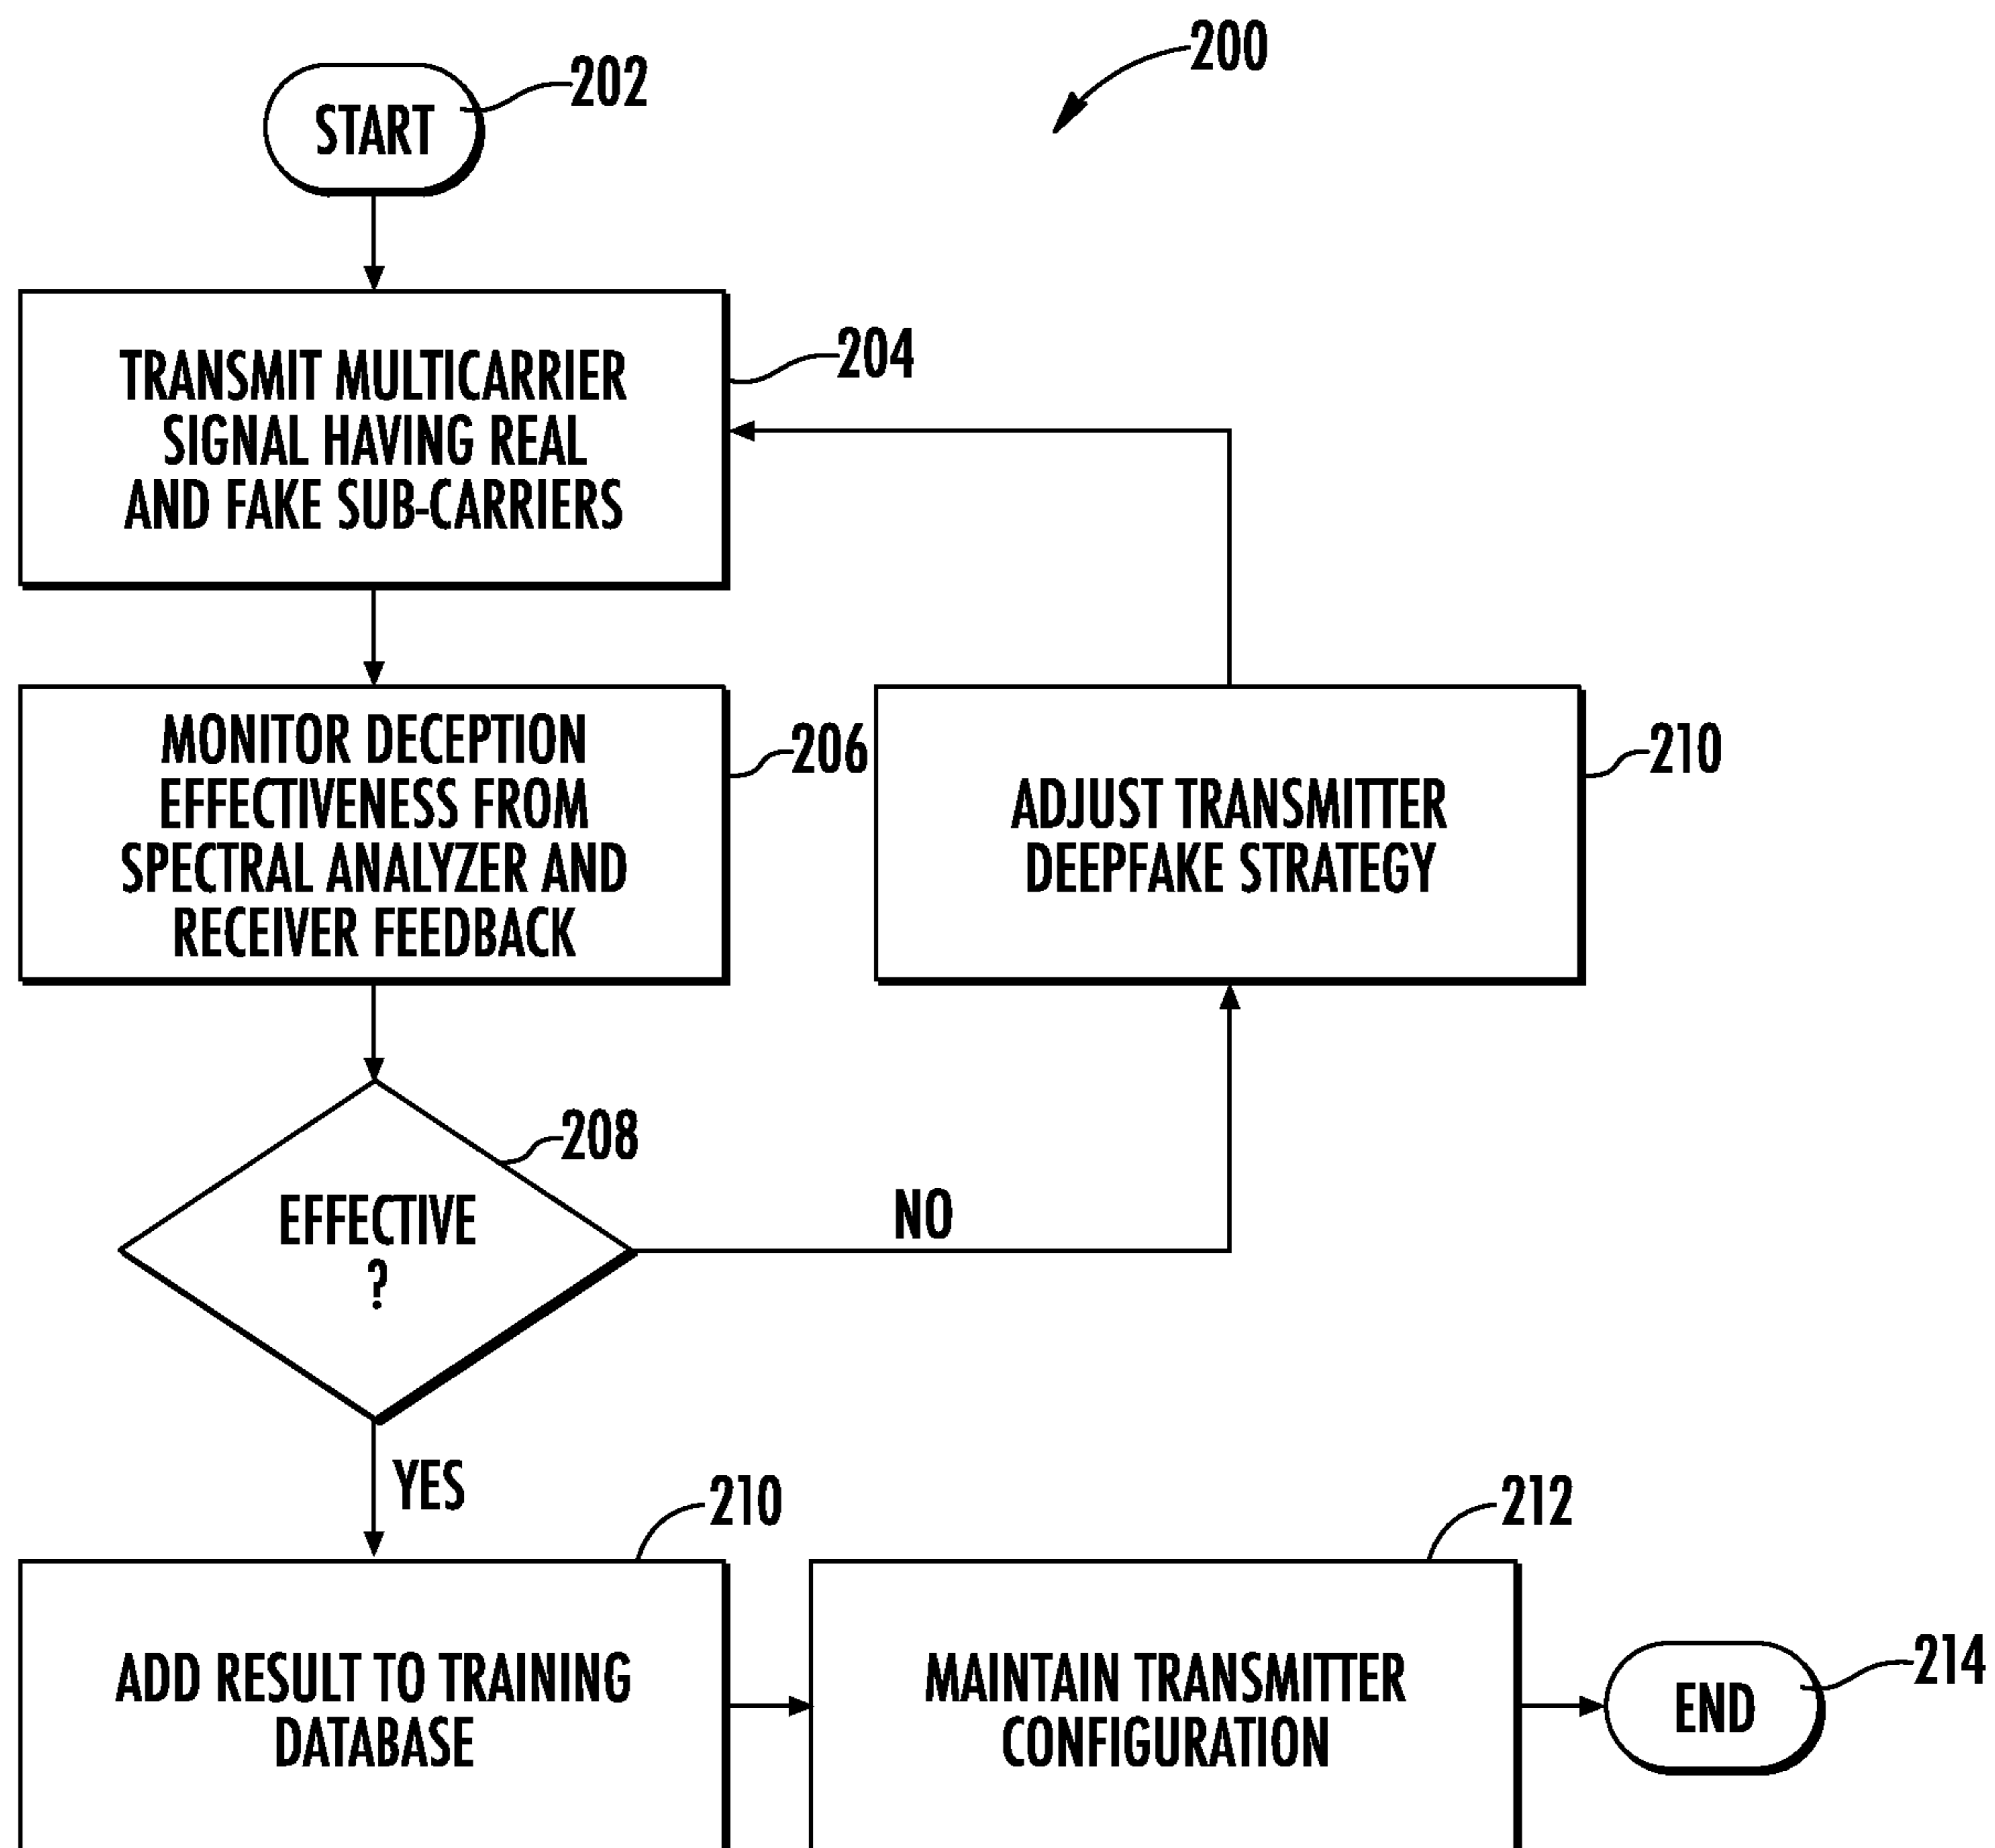 200
202
START
TRANSMIT MULTICARRIER
SIGNAL HAVING REAL
AND FAKE SUB-CARRIERS
204
MONITOR DECEPTION
EFFECTIVENESS FROM
SPECTRAL ANALYZER AND
RECEIVER FEEDBACK
206
ADJUST TRANSMITTER
DEEPFAKE STRATEGY
210
208
EFFECTIVE
?
NO
YES
210
ADD RESULT TO TRAINING
DATABASE
212
MAINTAIN TRANSMITTER
CONFIGURATION
214
END